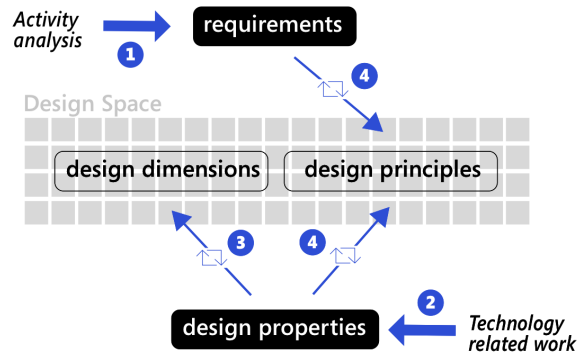 Activity
analysis
1
requirements
4
Design Space
design dimensions
design principles
3
4
2
design properties
Technology
related work